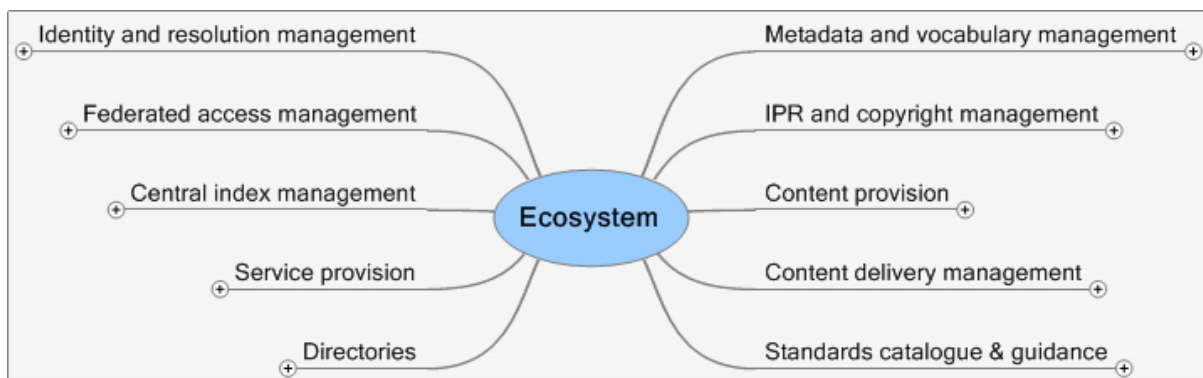 Identity and resolution management
Federated access management
Central index management
Service provision
Directories
Ecosystem
Metadata and vocabulary management
IPR and copyright management
Content provision
Content delivery management
Standards catalogue & guidance